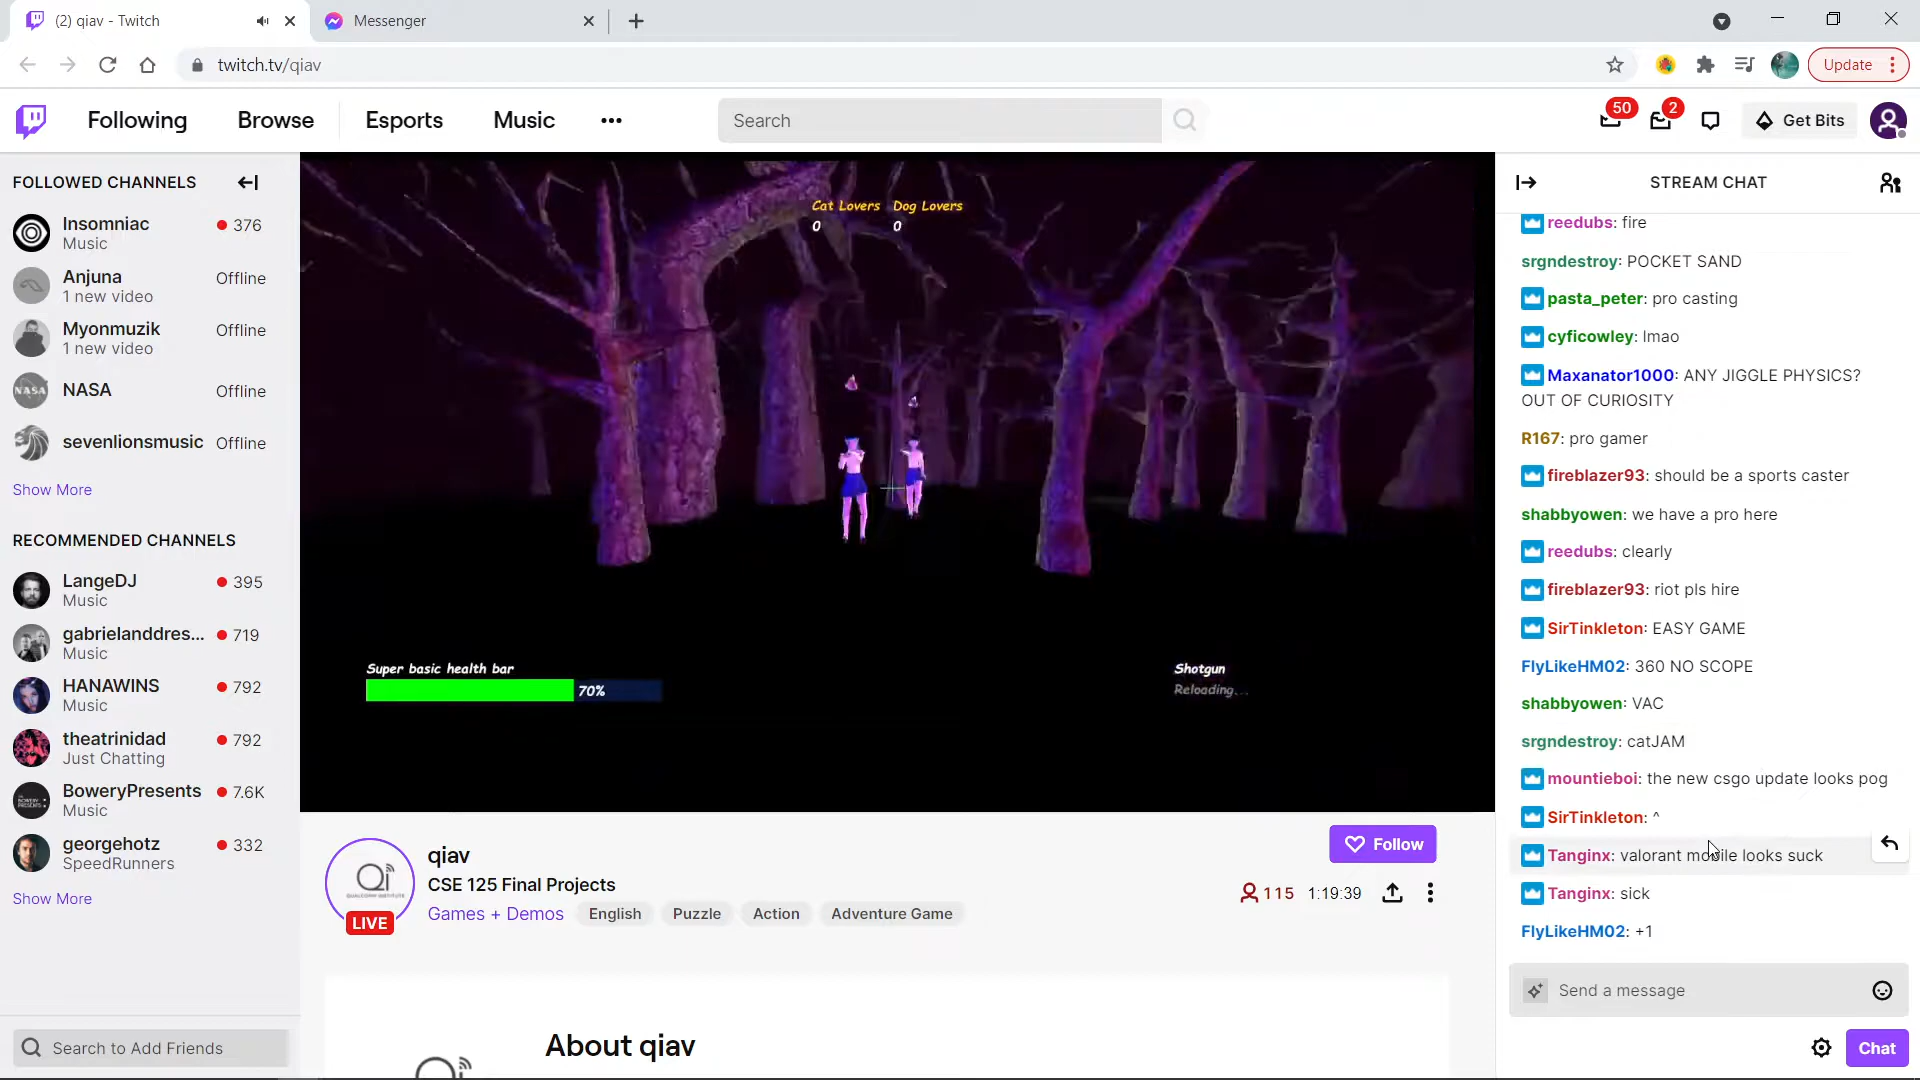 (2) qiav - Twitch
Messenger
twitch.tv/qiav
Update
Following
Browse
Esports
Music
Search
50
2
Get Bits
FOLLOWED CHANNELS
Insomniac
376
Music
Anjuna
Offline
1 new video
Myonmuzik
Offline
1 new video
NASA
NASA
Offline
sevenlionsmusic
Offline
Show More
RECOMMENDED CHANNELS
LangeDJ
395
Music
gabrielanddres...
719
Music
HANAWINS
792
Music
theatrinidad
792
Just Chatting
BoweryPresents
7.6K
Music
georgehotz
332
SpeedRunners
Show More
Search to Add Friends
Cat Lovers Dog Lovers
0 0
Super basic health bar
70%
Shotgun
Reloading...
Qi
QUALCOMM INSTITUTE
LIVE
qiav
CSE 125 Final Projects
Games + Demos
English
Puzzle
Action
Adventure Game
Follow
115
1:19:39
About qiav
STREAM CHAT
reedubs: fire
srgndestroy: POCKET SAND
pasta_peter: pro casting
cyficowley: lmao
Maxanator1000: ANY JIGGLE PHYSICS?
OUT OF CURIOSITY
R167: pro gamer
fireblazer93: should be a sports caster
shabbyowen: we have a pro here
reedubs: clearly
fireblazer93: riot pls hire
SirTinkleton: EASY GAME
FlyLikeHM02: 360 NO SCOPE
shabbyowen: VAC
srgndestroy: catJAM
mountieboi: the new csgo update looks pog
SirTinkleton: ^
Tanginx: valorant mobile looks suck
Tanginx: sick
FlyLikeHM02: +1
Send a message
Chat